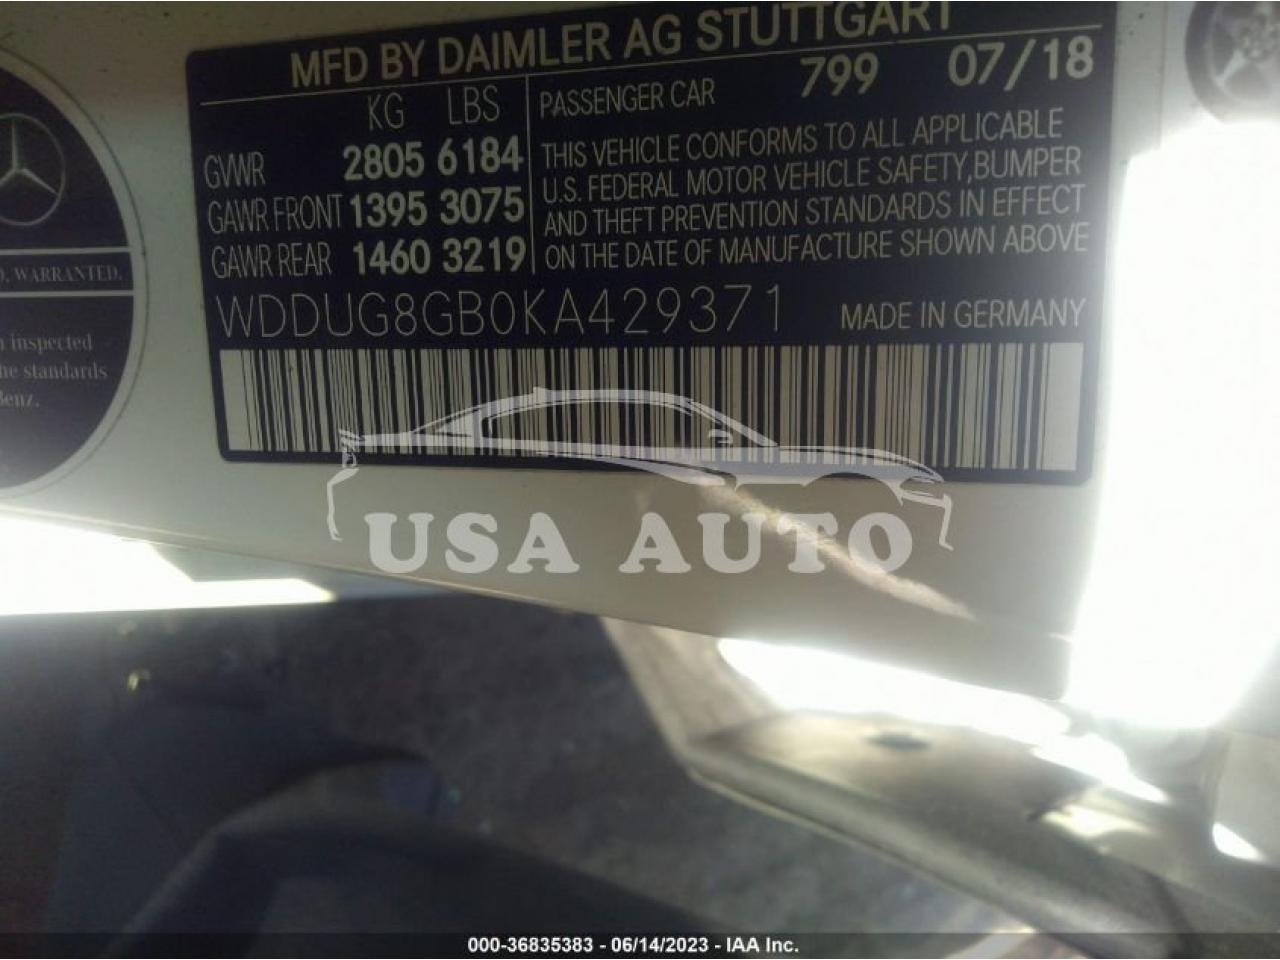 MFD BY DAIMLER AG STUTTGART
KG LBS
PASSENGER CAR 799 07/18
GVWR 2805 6184
GAWR FRONT 1395 3075
GAWR REAR 1460 3219
THIS VEHICLE CONFORMS TO ALL APPLICABLE
U.S. FEDERAL MOTOR VEHICLE SAFETY, BUMPER
AND THEFT PREVENTION STANDARDS IN EFFECT
ON THE DATE OF MANUFACTURE SHOWN ABOVE
WDDUG8GB0KA429371 MADE IN GERMANY
WARRANTED.
inspected
standards
USA AUTO
000-36835383 - 06/14/2023 - IAA Inc.